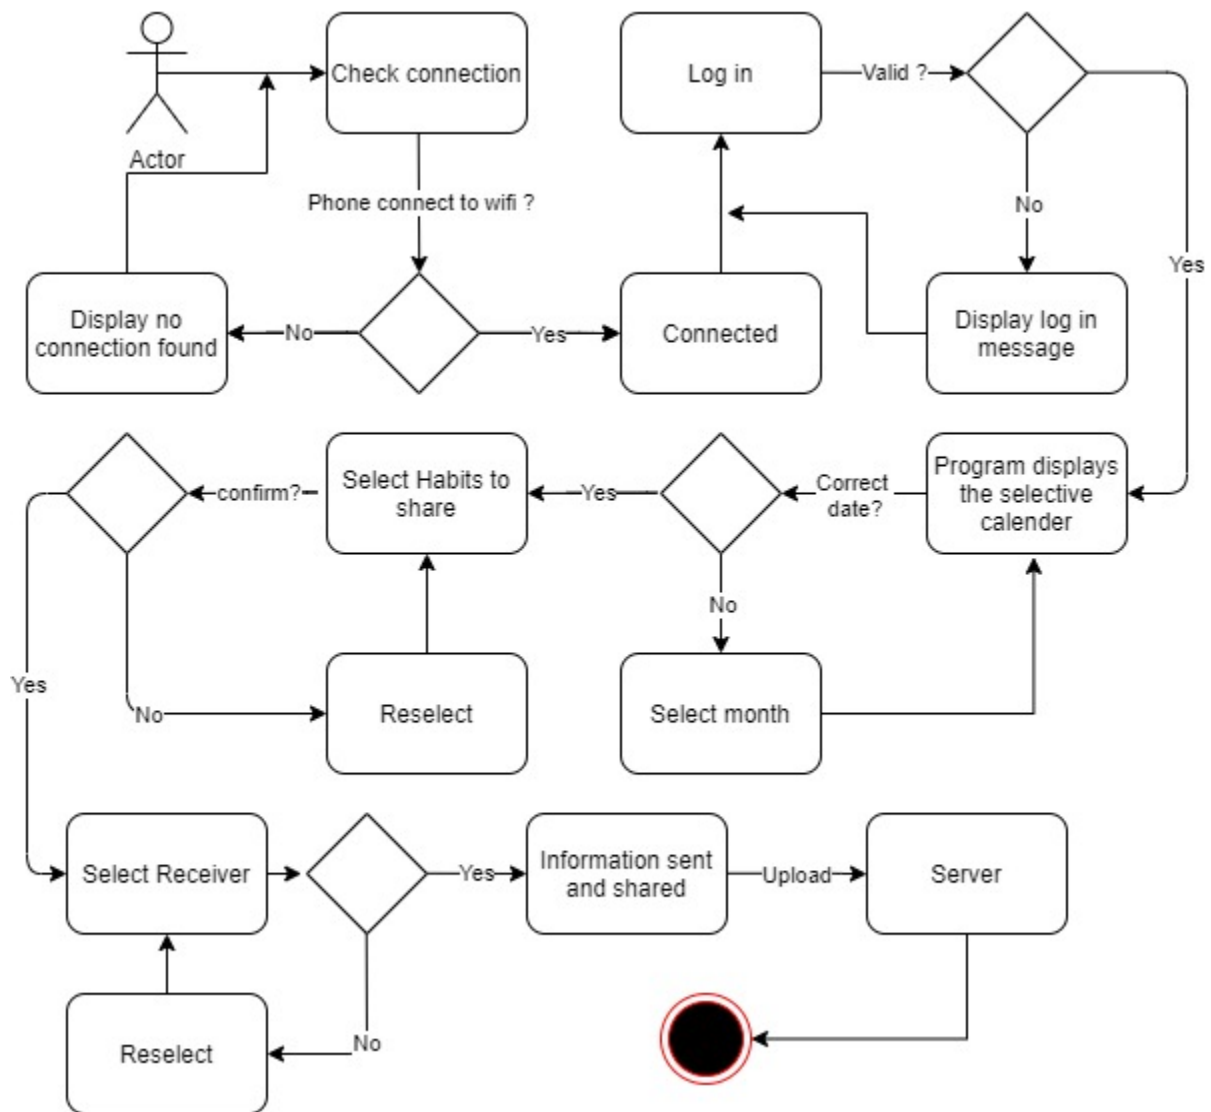 Check connection
Log in
Valid ?
Actor
Phone connect to wifi ?
No
Yes
Display no
connection found
No
Yes
Connected
Display log in
message
Select Habits to
share
confirm?
Yes
Correct
date?
Program displays
the selective
calender
No
Yes
No
Reselect
Select month
Select Receiver
Yes
Information sent
and shared
Upload
Server
No
Reselect